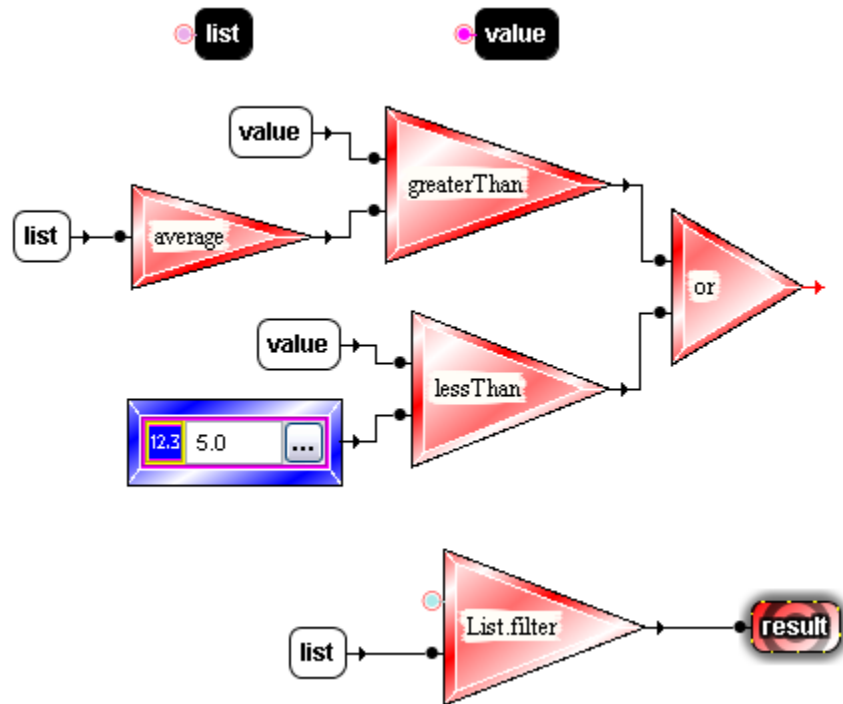 list
value
value
greaterThan
list
average
or
value
lessThan
12.3
5.0
...
List.filter
result
list